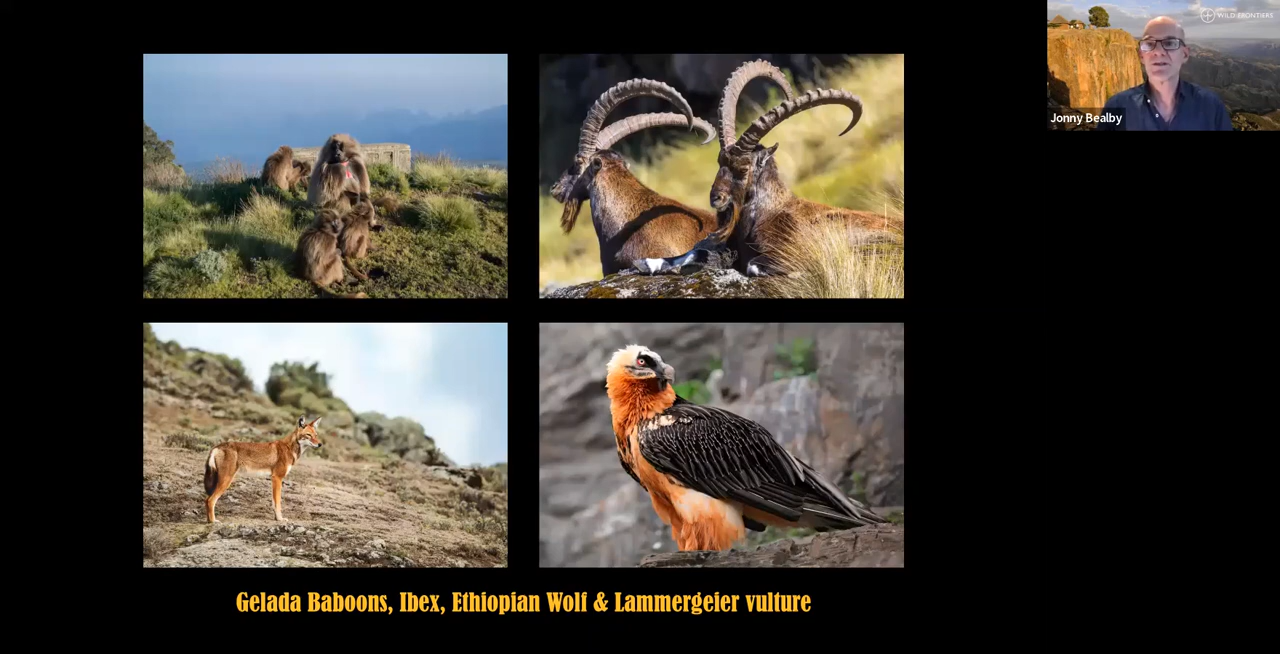 WILD FRONTIERS
Jonny Bealby
Gelada Baboons, Ibex, Ethiopian Wolf & Lammergeier vulture